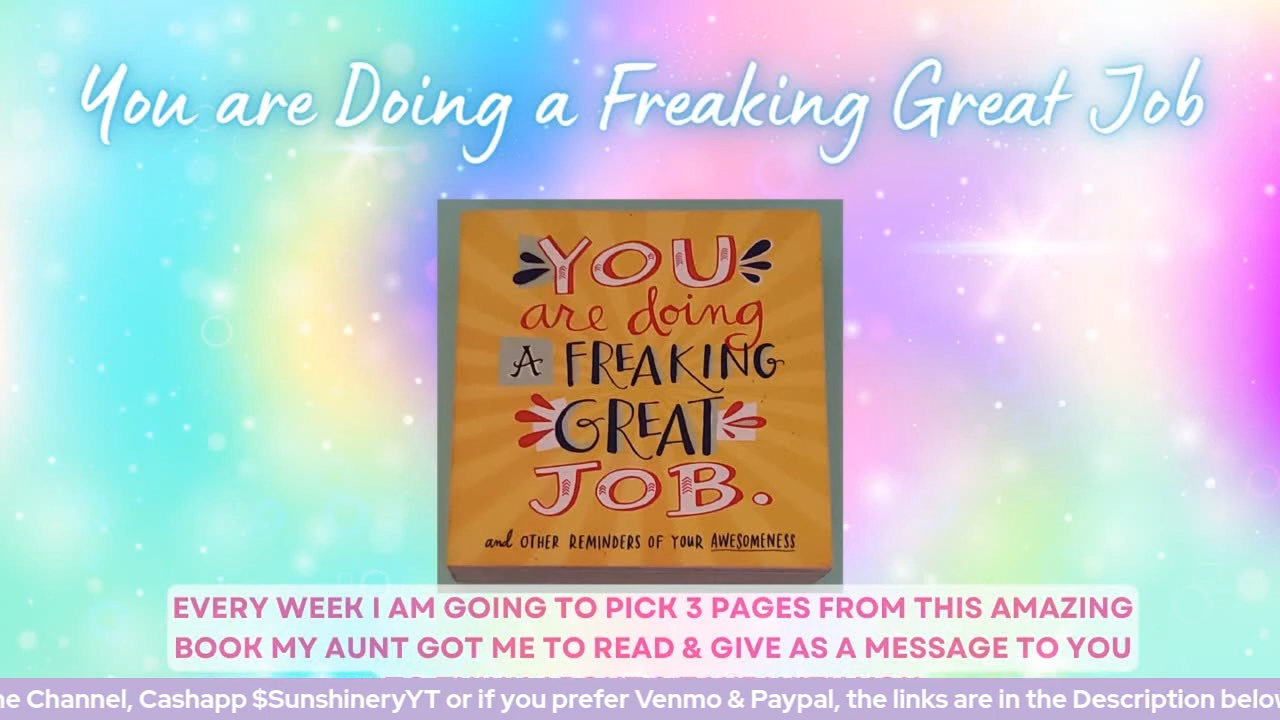 You are Doing a Freaking Great Job
YOU
are doing
A FREAKING
GREAT
JOB.
and OTHER REMINDERS OF YOUR AWESOMENESS
EVERY WEEK I AM GOING TO PICK 3 PAGES FROM THIS AMAZING
BOOK MY AUNT GOT ME TO READ & GIVE AS A MESSAGE TO YOU
Channel, Cashapp $SunshineryYT or if you prefer Venmo & Paypal, the links are in the Description